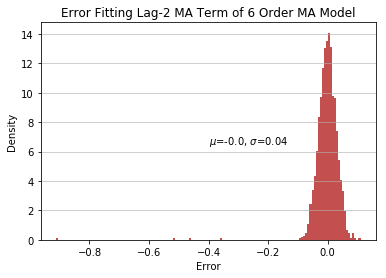 Error Fitting Lag-2 MA Term of 6 Order MA Model
14
12
10
8
6
4
2
0
Density
μ=-0.0, σ=0.04
−0.8 −0.6 −0.4 −0.2 0.0
Error